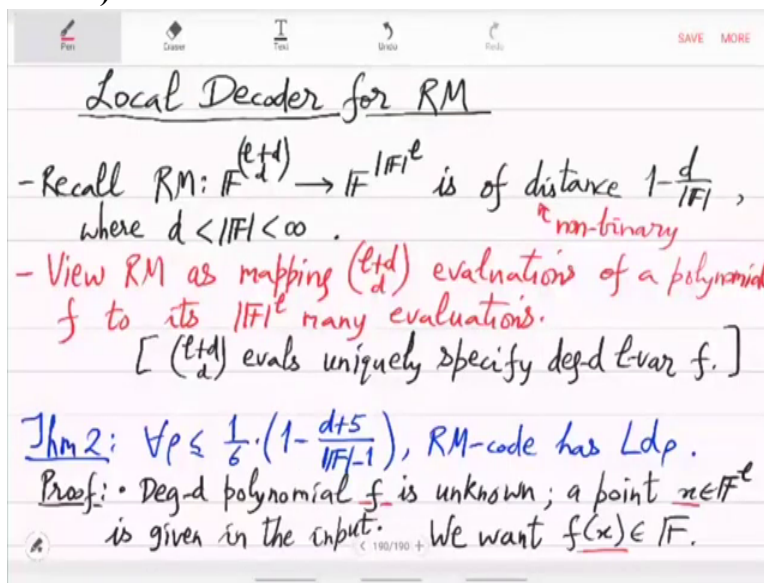 Pen Eraser Text Undo Redo SAVE MORE
Local Decoder for RM
- Recall RM: 𝔽^(ℓ+d choose d) → 𝔽^|𝔽|^ℓ is of distance 1 - d/|𝔽| ,
where d < |𝔽| < ∞ . ↑ non-binary
- View RM as mapping (ℓ+d choose d) evaluations of a polynomial
f to its |𝔽|^ℓ many evaluations.
[ (ℓ+d choose d) evals uniquely specify deg-d ℓ-var f. ]
Thm 2: ∀ρ ≤ 1/6 · (1 - (d+5)/(|𝔽|-1)), RM-code has Ldρ .
Proof: • Deg-d polynomial f is unknown; a point x ∈ 𝔽^ℓ
is given in the input. We want f(x) ∈ 𝔽.
< 190/190 +